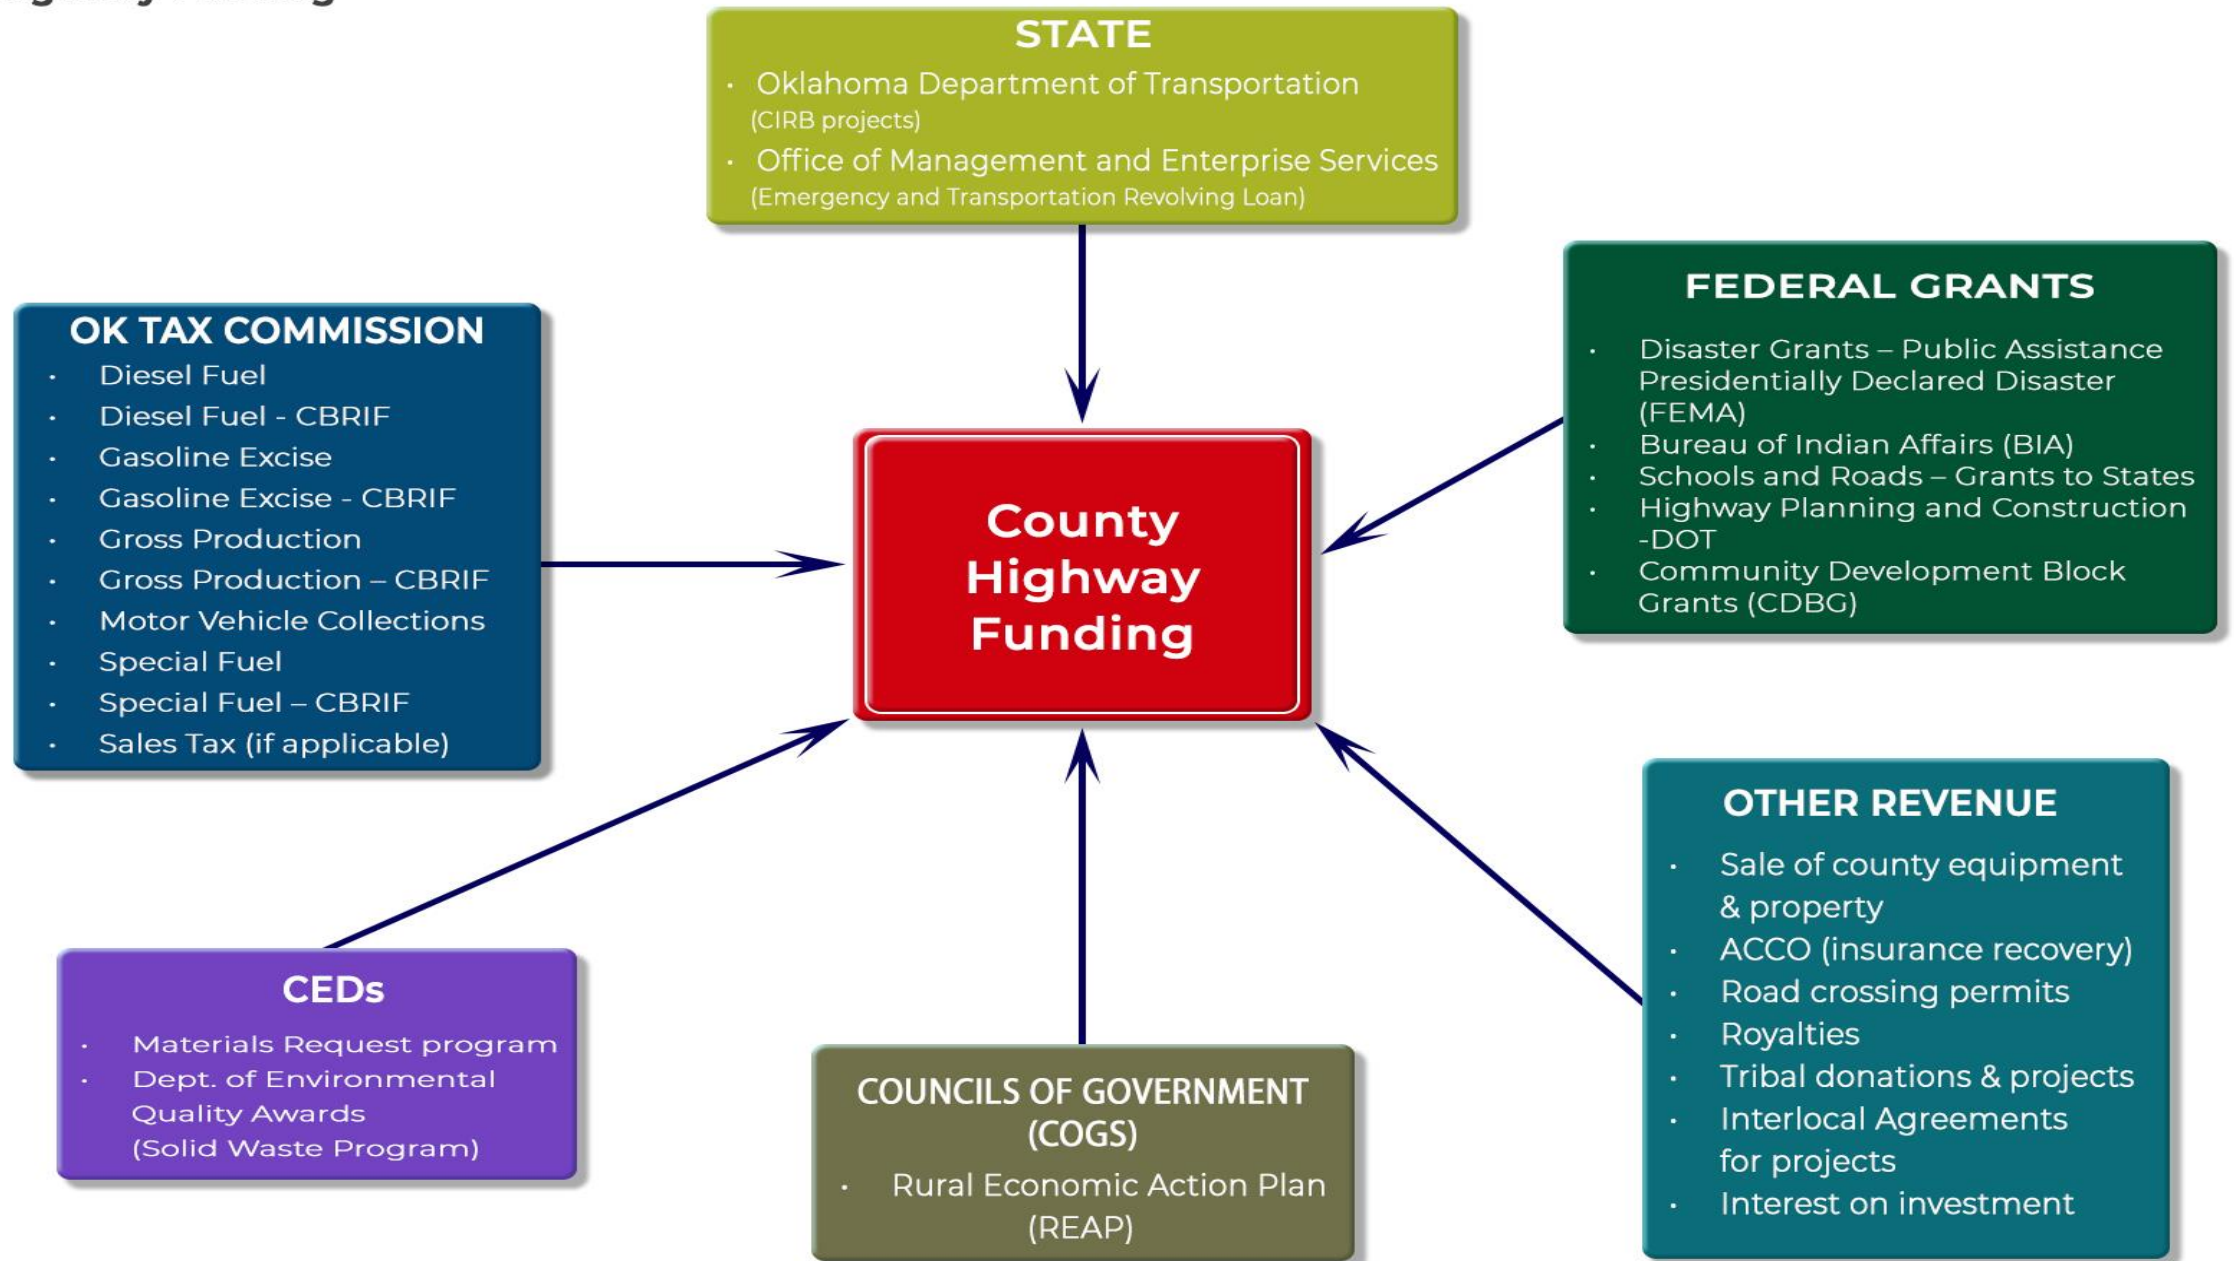 STATE
· Oklahoma Department of Transportation
(CIRB projects)
· Office of Management and Enterprise Services
(Emergency and Transportation Revolving Loan)
OK TAX COMMISSION
· Diesel Fuel
· Diesel Fuel - CBRIF
· Gasoline Excise
· Gasoline Excise - CBRIF
· Gross Production
· Gross Production – CBRIF
· Motor Vehicle Collections
· Special Fuel
· Special Fuel – CBRIF
· Sales Tax (if applicable)
County
Highway
Funding
FEDERAL GRANTS
· Disaster Grants – Public Assistance
Presidentially Declared Disaster
(FEMA)
· Bureau of Indian Affairs (BIA)
· Schools and Roads – Grants to States
· Highway Planning and Construction
-DOT
· Community Development Block
Grants (CDBG)
CEDs
· Materials Request program
· Dept. of Environmental
Quality Awards
(Solid Waste Program)
COUNCILS OF GOVERNMENT
(COGS)
· Rural Economic Action Plan
(REAP)
OTHER REVENUE
· Sale of county equipment
& property
· ACCO (insurance recovery)
· Road crossing permits
· Royalties
· Tribal donations & projects
· Interlocal Agreements
for projects
· Interest on investment